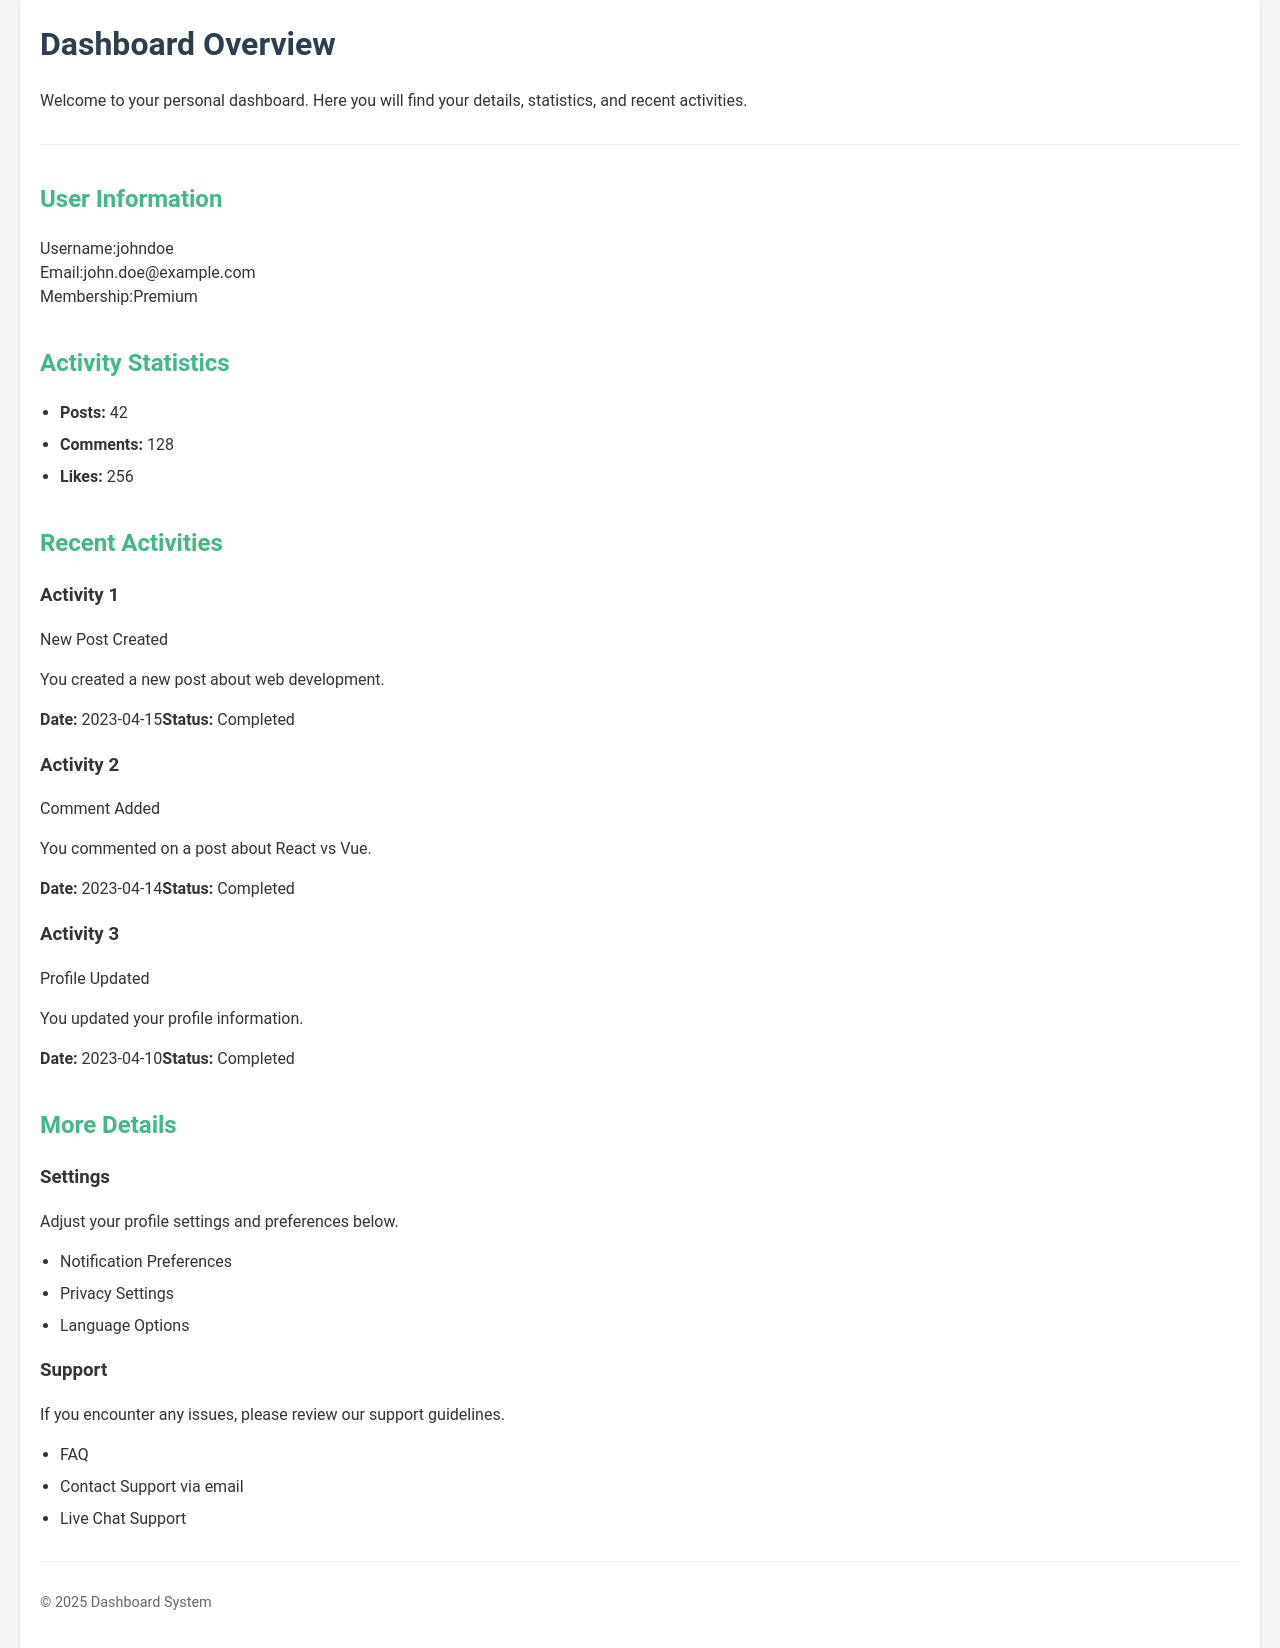 Dashboard Overview
Welcome to your personal dashboard. Here you will find your details, statistics, and recent activities.
User Information
Username:johndoe
Email:john.doe@example.com
Membership:Premium
Activity Statistics
Posts: 42
Comments: 128
Likes: 256
Recent Activities
Activity 1
New Post Created
You created a new post about web development.
Date: 2023-04-15Status: Completed
Activity 2
Comment Added
You commented on a post about React vs Vue.
Date: 2023-04-14Status: Completed
Activity 3
Profile Updated
You updated your profile information.
Date: 2023-04-10Status: Completed
More Details
Settings
Adjust your profile settings and preferences below.
Notification Preferences
Privacy Settings
Language Options
Support
If you encounter any issues, please review our support guidelines.
FAQ
Contact Support via email
Live Chat Support
© 2025 Dashboard System